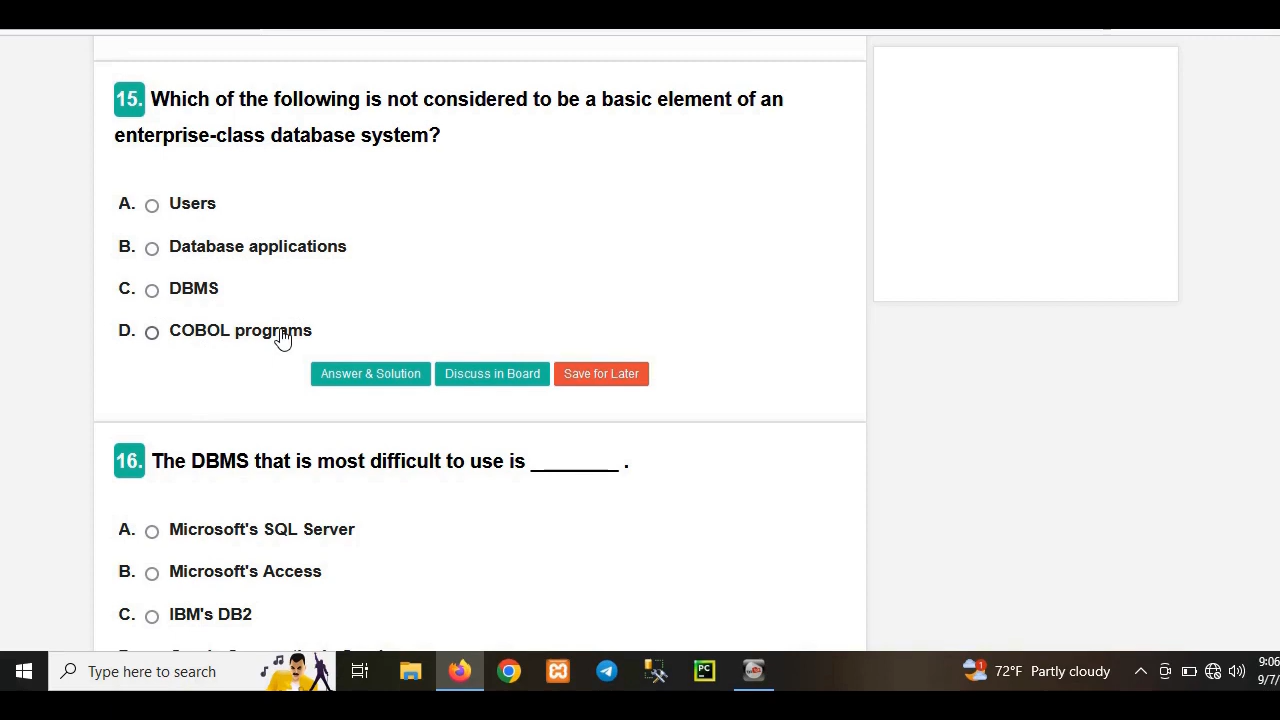 15. Which of the following is not considered to be a basic element of an
enterprise-class database system?
A. Users
B. Database applications
C. DBMS
D. COBOL programs
Answer & Solution Discuss in Board Save for Later
16. The DBMS that is most difficult to use is ________ .
A. Microsoft's SQL Server
B. Microsoft's Access
C. IBM's DB2
Type here to search
PC
1
72°F Partly cloudy
9:06
9/7/